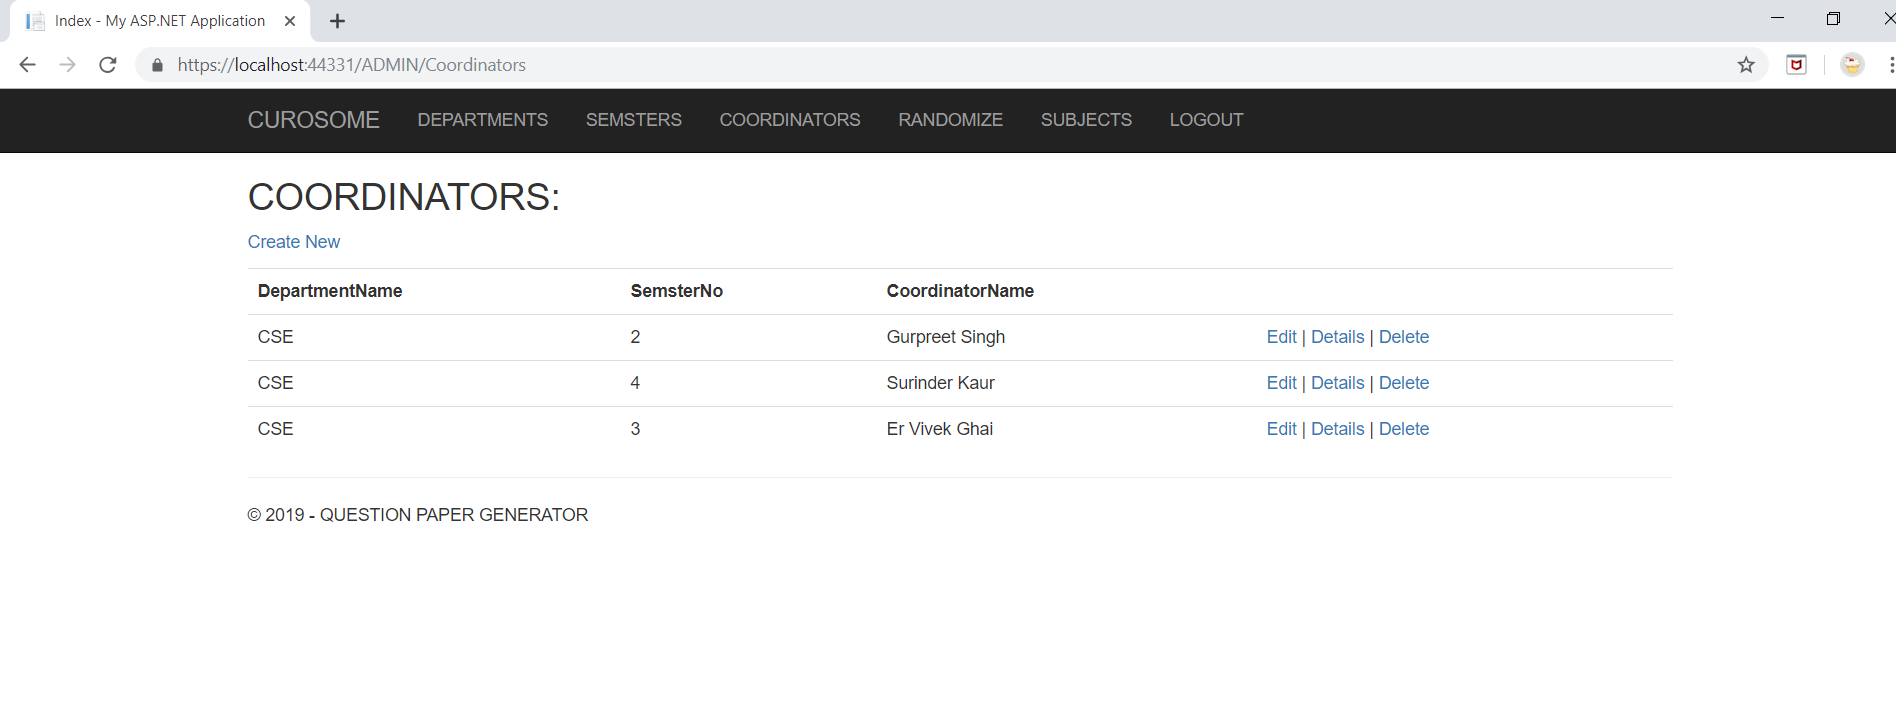 Index - My ASP.NET Application
https://localhost:44331/ADMIN/Coordinators
CUROSOME DEPARTMENTS SEMSTERS COORDINATORS RANDOMIZE SUBJECTS LOGOUT
COORDINATORS:
Create New
DepartmentName SemsterNo CoordinatorName
CSE 2 Gurpreet Singh Edit | Details | Delete
CSE 4 Surinder Kaur Edit | Details | Delete
CSE 3 Er Vivek Ghai Edit | Details | Delete
© 2019 - QUESTION PAPER GENERATOR